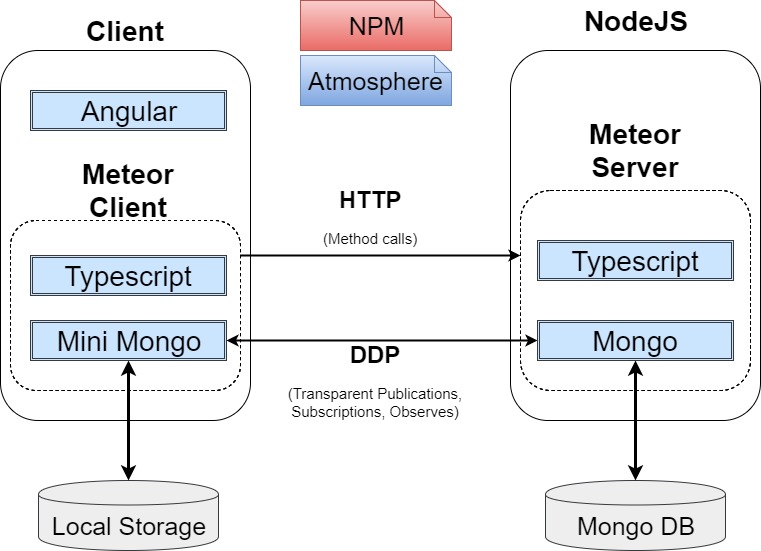 Client
NPM
NodeJS
Atmosphere
Angular
Meteor
Server
Meteor
Client
HTTP
(Method calls)
Typescript
Typescript
Mini Mongo
Mongo
DDP
(Transparent Publications,
Subscriptions, Observes)
Local Storage
Mongo DB